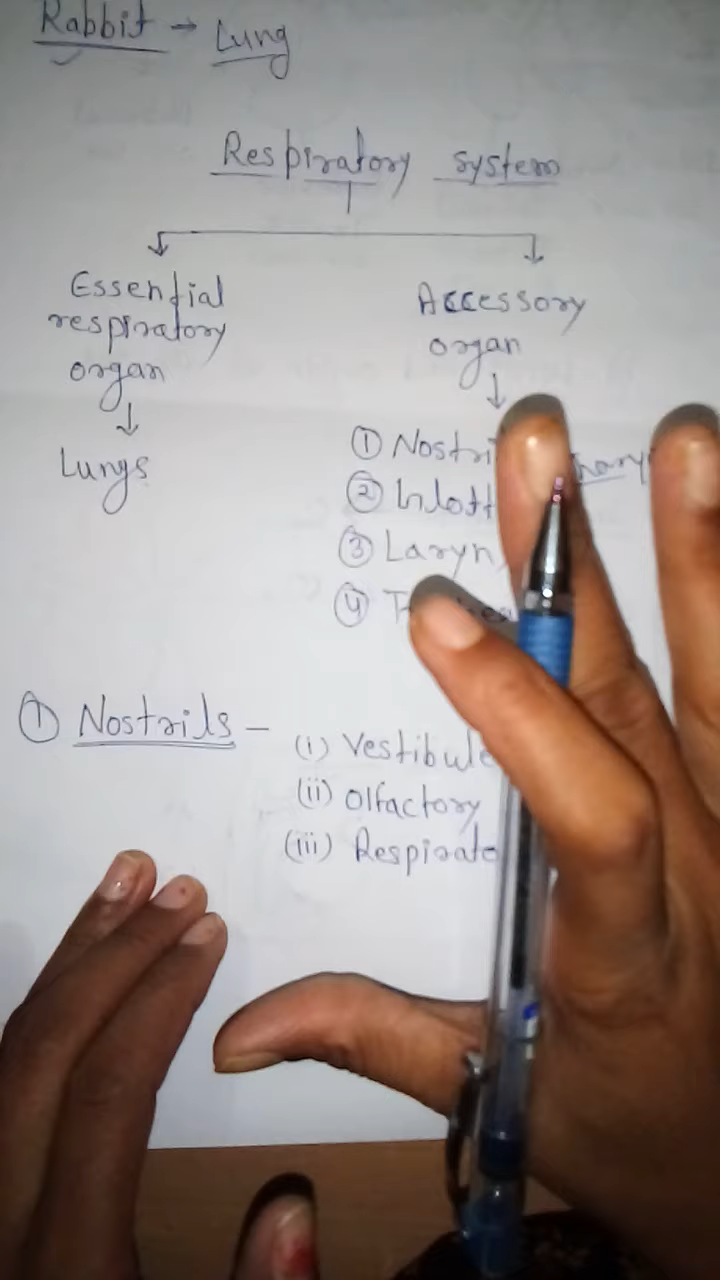 Rabbit → Lung
Respiratory system
Essential
respiratory
organ
Lungs
Accessory
organ
① Nostri
②
③ Laryn
④
① Nostrils -
(i) Vestibule
(ii) Olfactory
(iii) Respirato